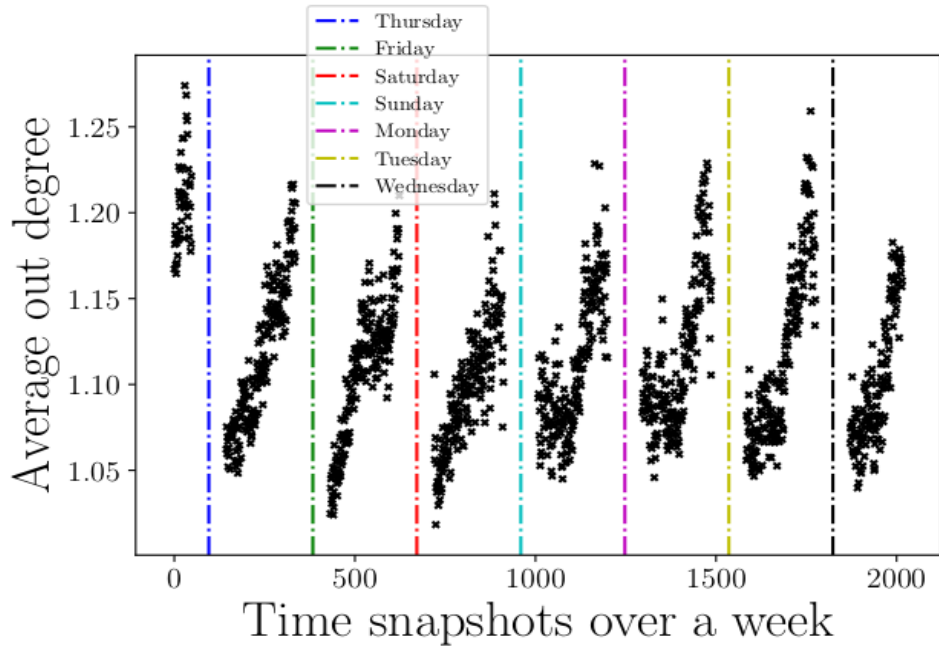 Thursday
Friday
Saturday
Sunday
Monday
Tuesday
Wednesday
1.25
1.20
1.15
1.10
1.05
Average out degree
0 500 1000 1500 2000
Time snapshots over a week